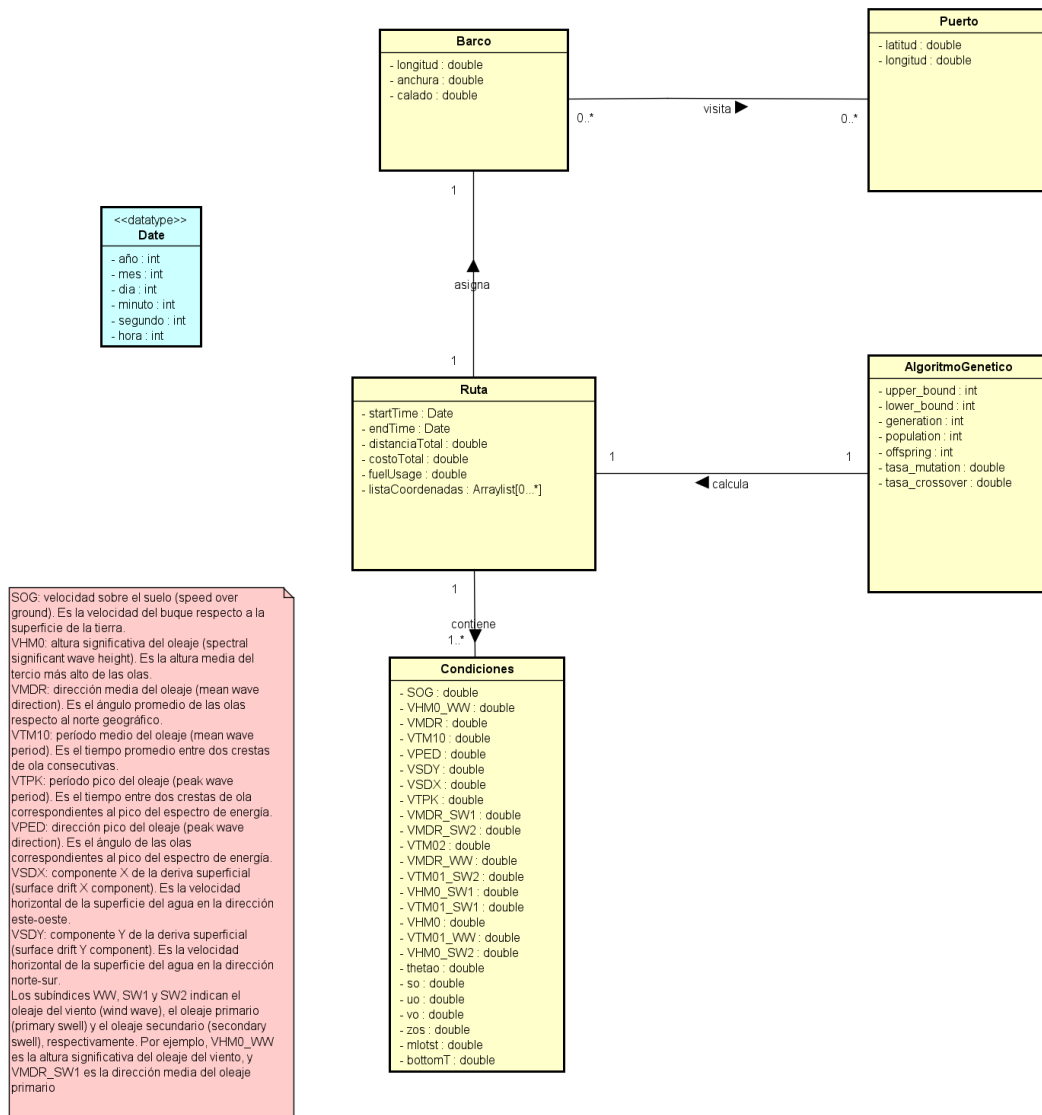 Barco
- longitud : double
- anchura : double
- calado : double
Puerto
- latitud : double
- longitud : double
0..*
visita
0..*
1
asigna
1
<<datatype>>
Date
- año : int
- mes : int
- dia : int
- minuto : int
- segundo : int
- hora : int
Ruta
- startTime : Date
- endTime : Date
- distanciaTotal : double
- costoTotal : double
- fuelUsage : double
- listaCoordenadas : Arraylist[0...*]
1
calcula
1
AlgoritmoGenetico
- upper_bound : int
- lower_bound : int
- generation : int
- population : int
- offspring : int
- tasa_mutation : double
- tasa_crossover : double
1
contiene
1..*
Condiciones
- SOG : double
- VHM0_WW : double
- VMDR : double
- VTM10 : double
- VPED : double
- VSDY : double
- VSDX : double
- VTPK : double
- VMDR_SW1 : double
- VMDR_SW2 : double
- VTM02 : double
- VMDR_WW : double
- VTM01_SW2 : double
- VHM0_SW1 : double
- VTM01_SW1 : double
- VHM0 : double
- VTM01_WW : double
- VHM0_SW2 : double
- thetao : double
- so : double
- uo : double
- vo : double
- zos : double
- mlotst : double
- bottomT : double
SOG: velocidad sobre el suelo (speed over
ground). Es la velocidad del buque respecto a la
superficie de la tierra.
VHM0: altura significativa del oleaje (spectral
significant wave height). Es la altura media del
tercio más alto de las olas.
VMDR: dirección media del oleaje (mean wave
direction). Es el ángulo promedio de las olas
respecto al norte geográfico.
VTM10: período medio del oleaje (mean wave
period). Es el tiempo promedio entre dos crestas
de ola consecutivas.
VTPK: período pico del oleaje (peak wave
period). Es el tiempo entre dos crestas de ola
correspondientes al pico del espectro de energía.
VPED: dirección pico del oleaje (peak wave
direction). Es el ángulo de las olas
correspondientes al pico del espectro de energía.
VSDX: componente X de la deriva superficial
(surface drift X component). Es la velocidad
horizontal de la superficie del agua en la dirección
este-oeste.
VSDY: componente Y de la deriva superficial
(surface drift Y component). Es la velocidad
horizontal de la superficie del agua en la dirección
norte-sur.
Los subíndices WW, SW1 y SW2 indican el
oleaje del viento (wind wave), el oleaje primario
(primary swell) y el oleaje secundario (secondary
swell), respectivamente. Por ejemplo, VHM0_WW
es la altura significativa del oleaje del viento, y
VMDR_SW1 es la dirección media del oleaje
primario